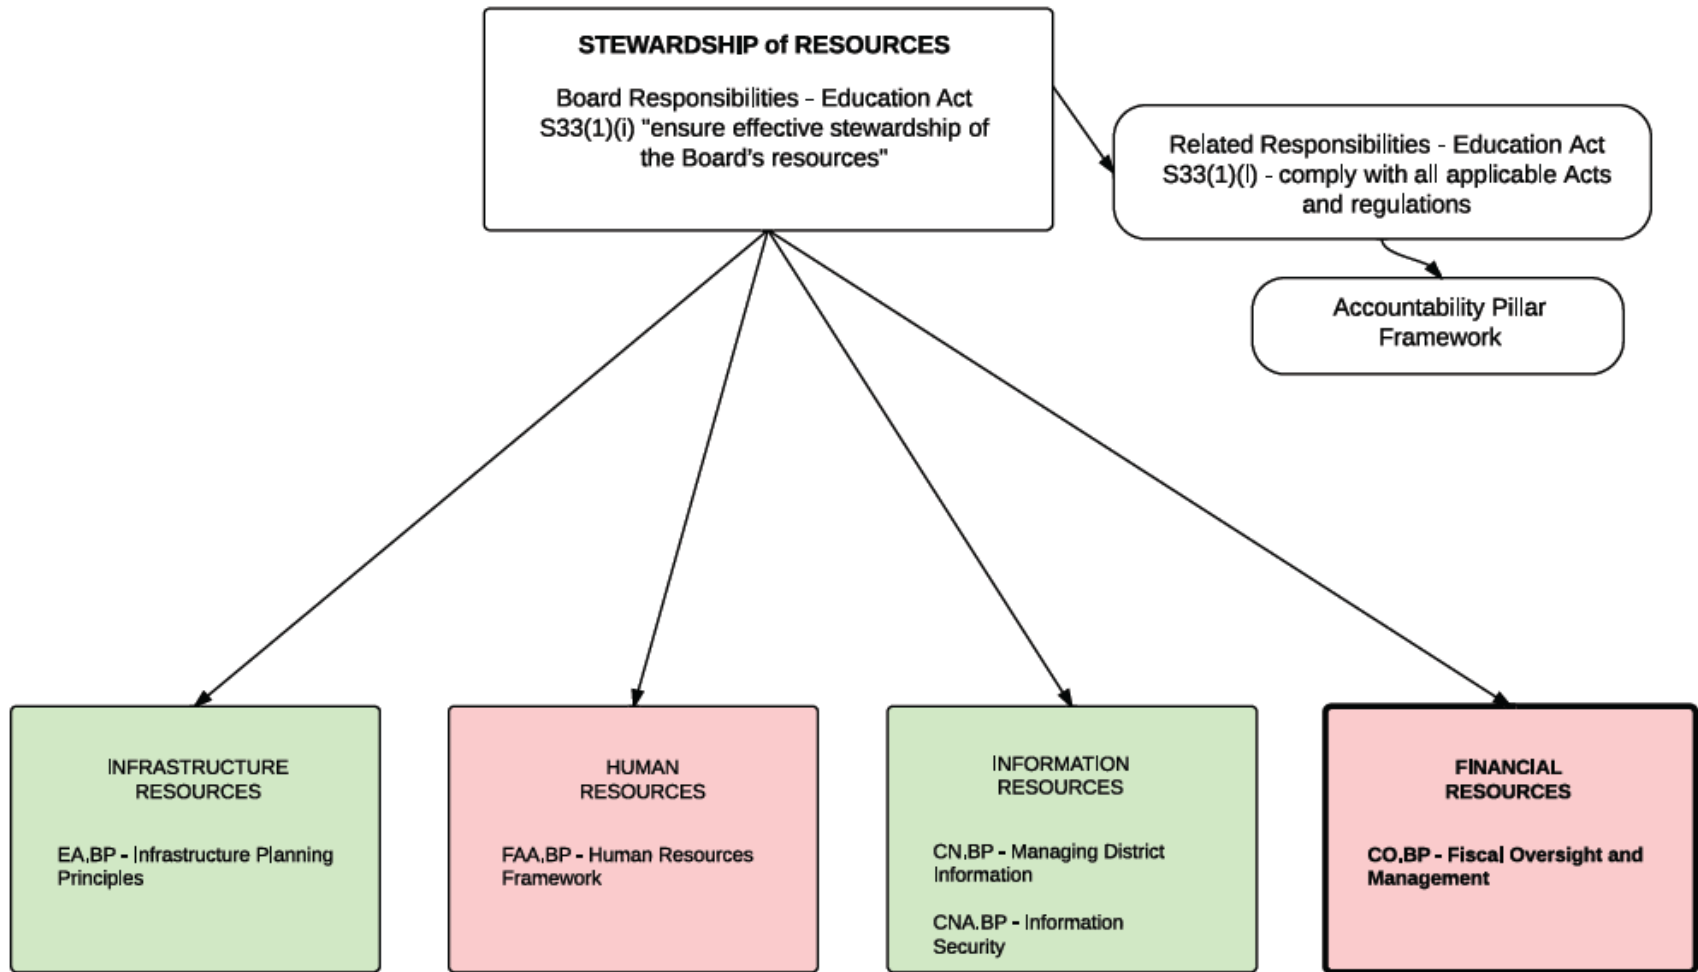 STEWARDSHIP of RESOURCES
Board Responsibilities - Education Act
S33(1)(i) "ensure effective stewardship of
the Board's resources"
Related Responsibilities - Education Act
S33(1)(l) - comply with all applicable Acts
and regulations
Accountability Pillar
Framework
INFRASTRUCTURE
RESOURCES
EA.BP - Infrastructure Planning
Principles
HUMAN
RESOURCES
FAA.BP - Human Resources
Framework
INFORMATION
RESOURCES
CN.BP - Managing District
Information
CNA.BP - Information
Security
FINANCIAL
RESOURCES
CO.BP - Fiscal Oversight and
Management